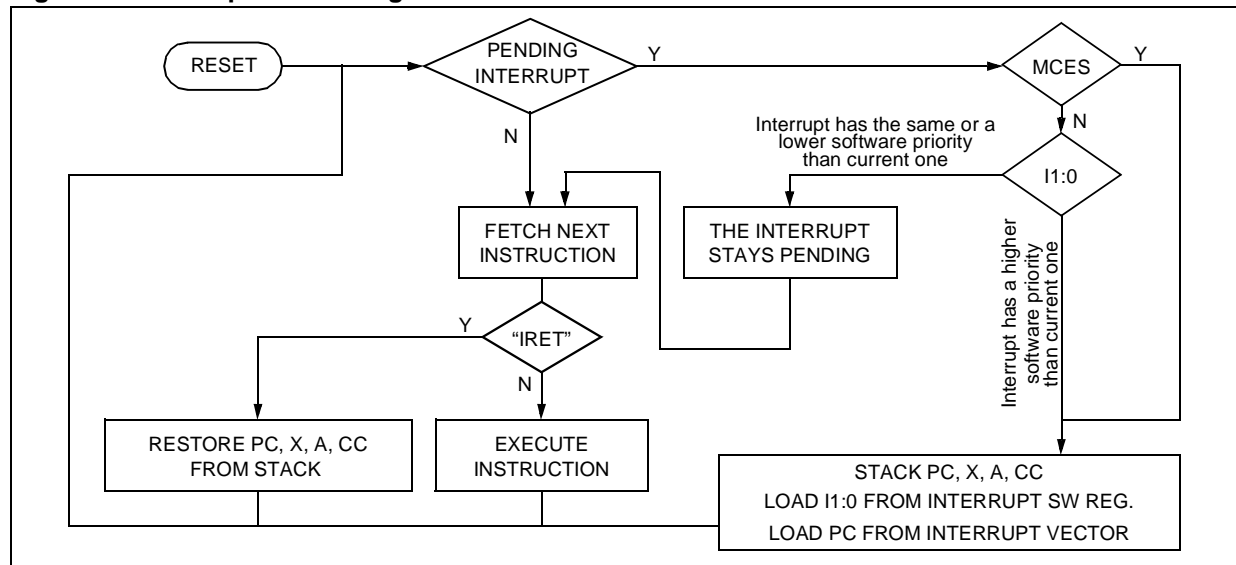 RESET
PENDING
INTERRUPT
Y
MCES
Y
N
N
Interrupt has the same or a
lower software priority
than current one
I1:0
FETCH NEXT
INSTRUCTION
THE INTERRUPT
STAYS PENDING
Interrupt has a higher
software priority
than current one
Y
“IRET”
N
RESTORE PC, X, A, CC
FROM STACK
EXECUTE
INSTRUCTION
STACK PC, X, A, CC
LOAD I1:0 FROM INTERRUPT SW REG.
LOAD PC FROM INTERRUPT VECTOR